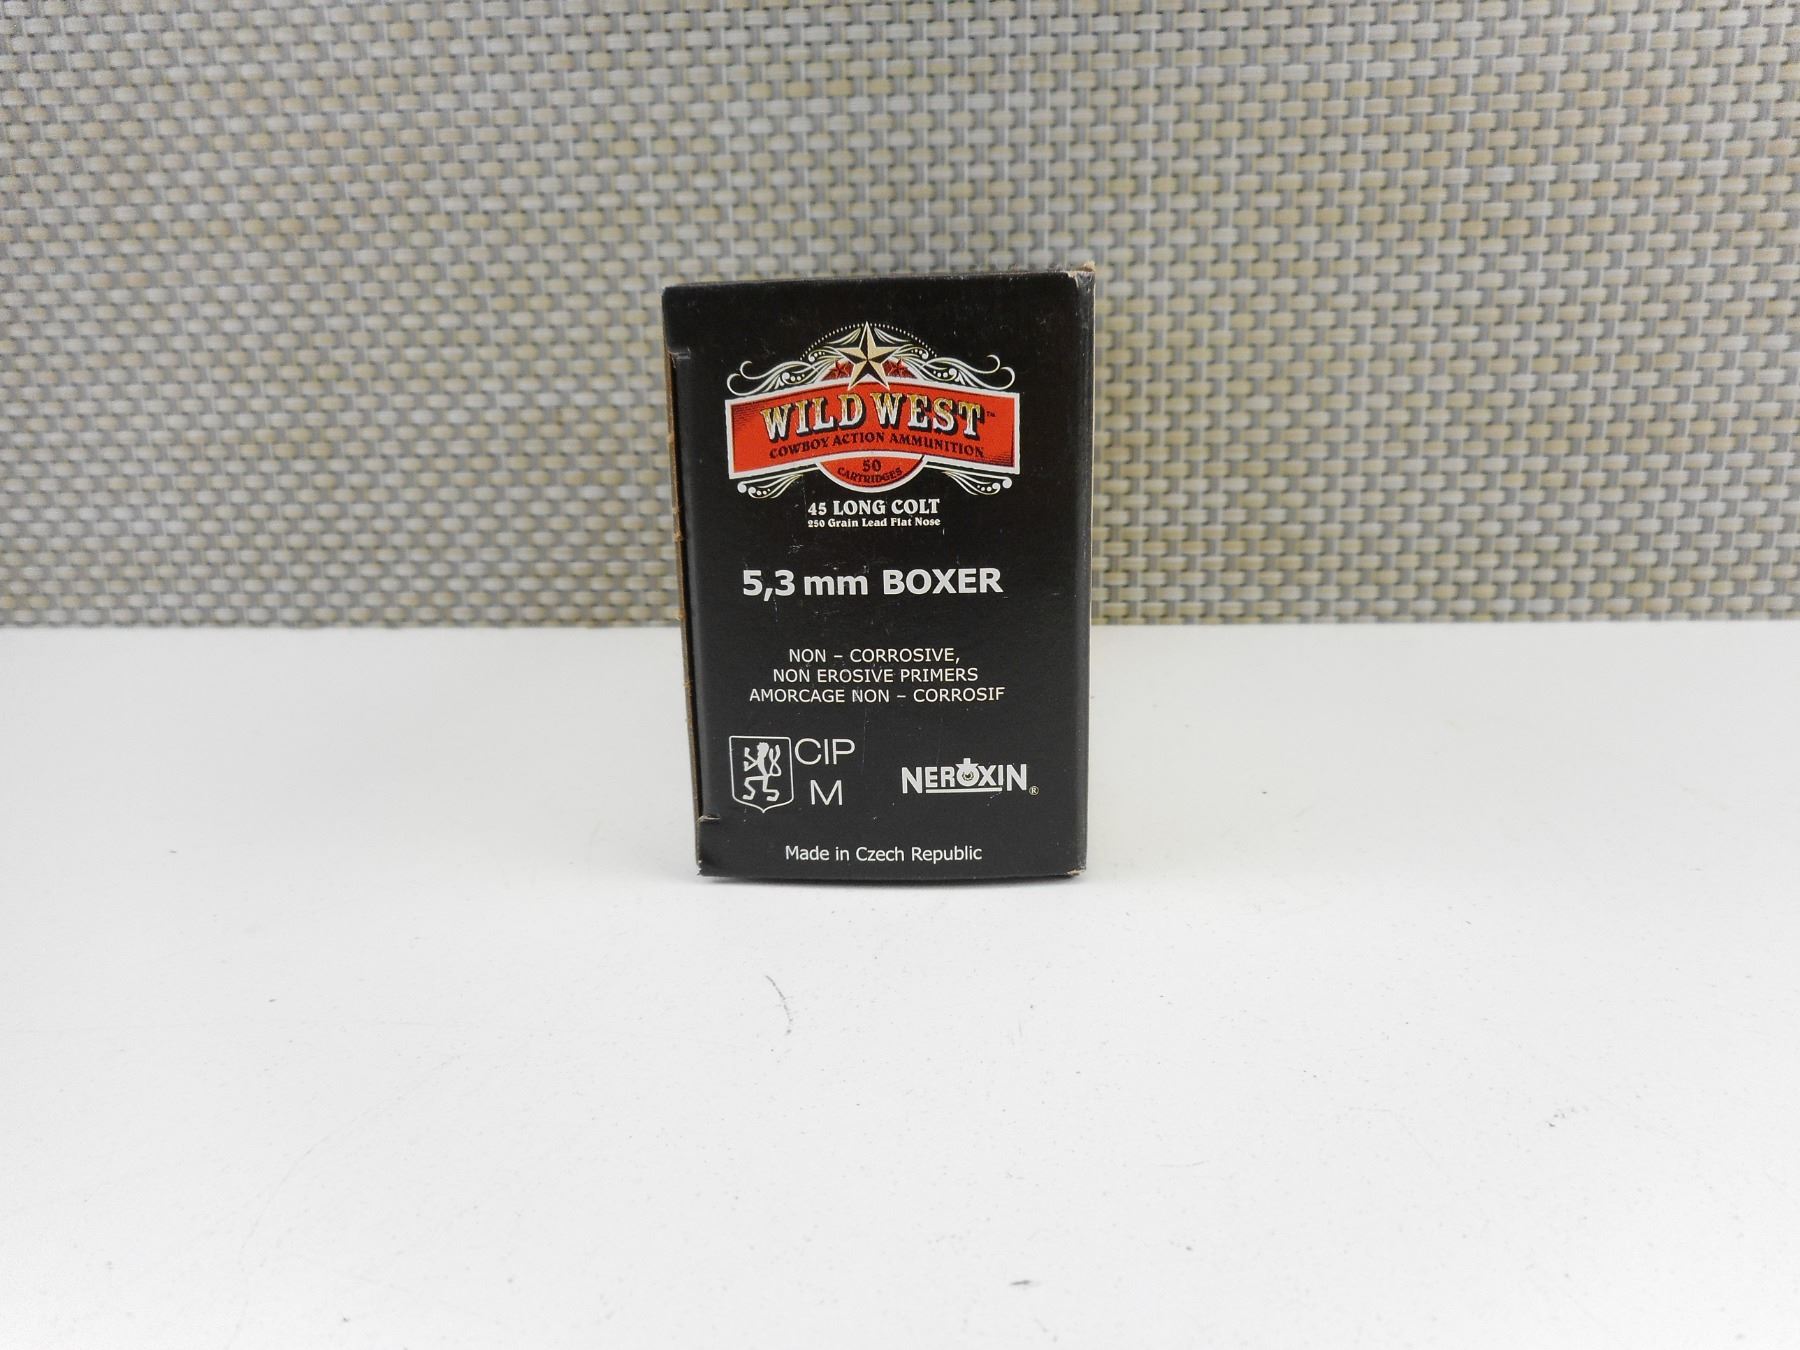 WILD WEST™
COWBOY ACTION AMMUNITION
50
CARTRIDGES
45 LONG COLT
250 Grain Lead Flat Nose
5,3 mm BOXER
NON – CORROSIVE,
NON EROSIVE PRIMERS
AMORCAGE NON – CORROSIF
CIP
M
NEROXIN®
Made in Czech Republic